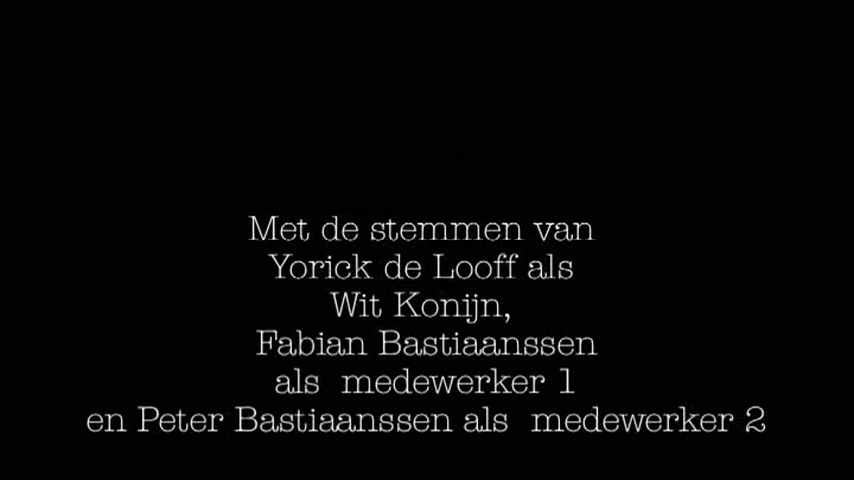 Met de stemmen van
Yorick de Looff als
Wit Konijn,
Fabian Bastiaanssen
als  medewerker 1
en Peter Bastiaanssen als  medewerker 2